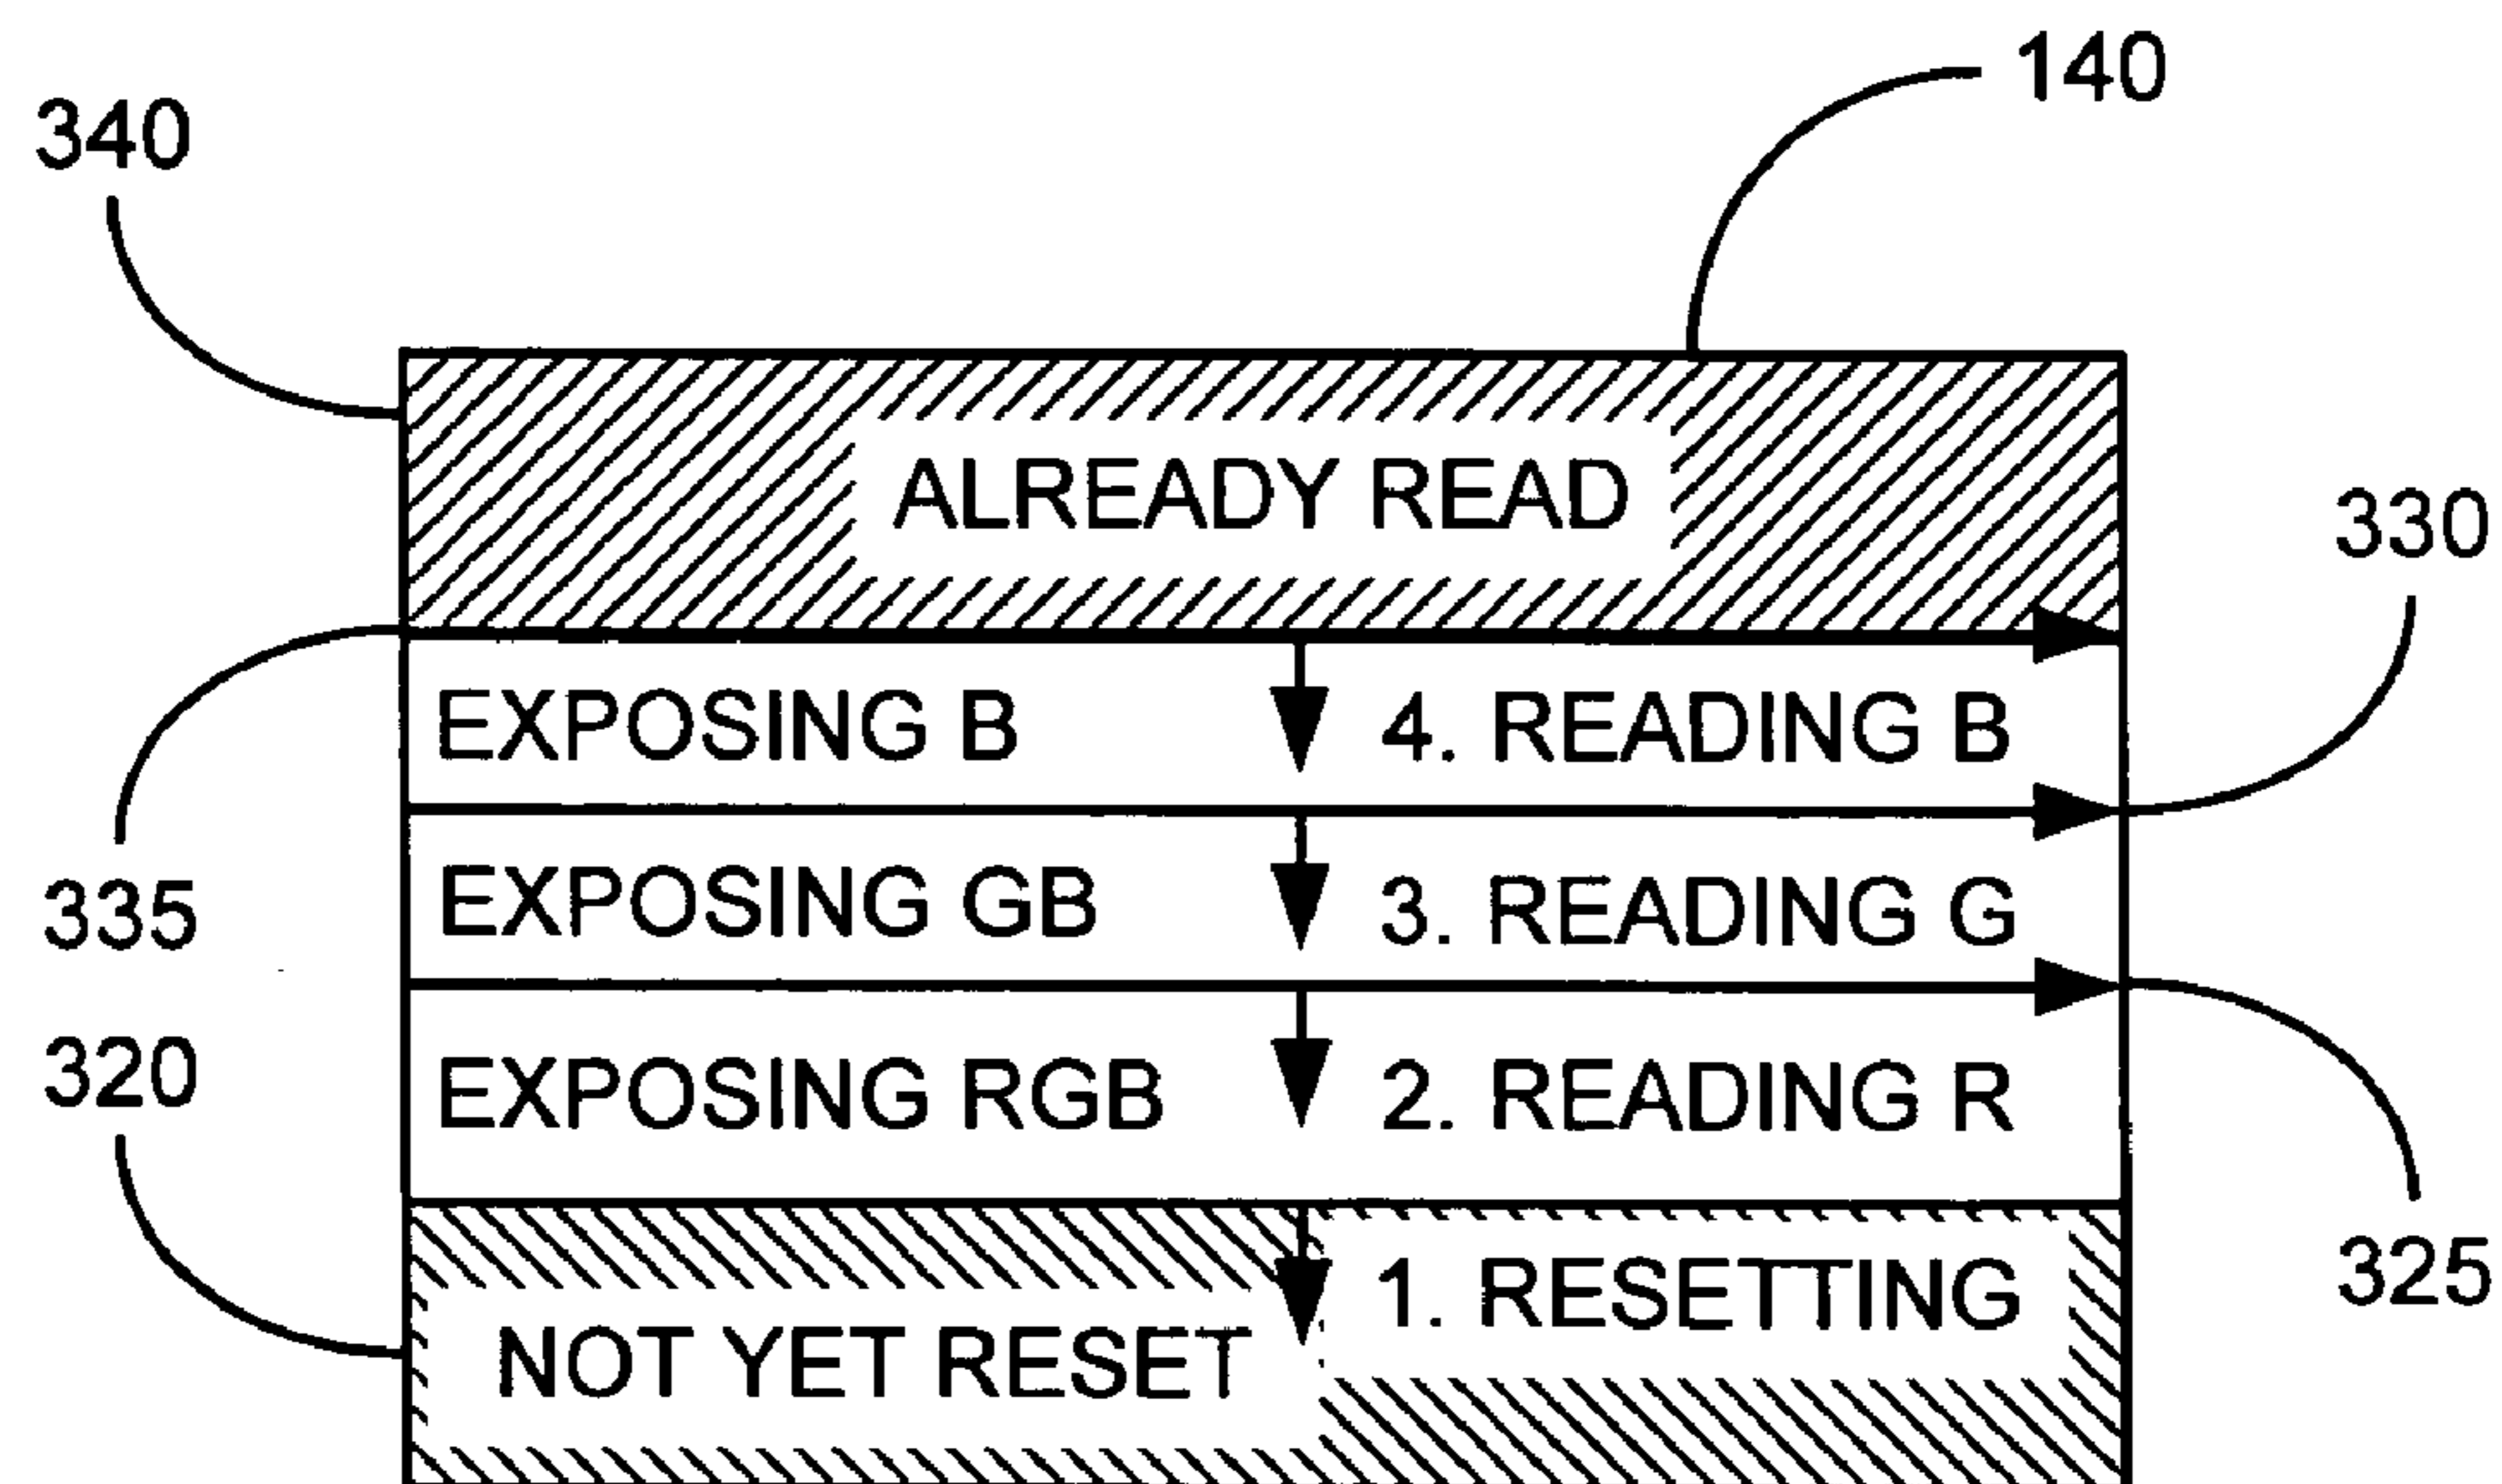 140
340
ALREADY READ
330
EXPOSING B 4. READING B
335
EXPOSING GB 3. READING G
320
EXPOSING RGB 2. READING R
325
1. RESETTING
NOT YET RESET